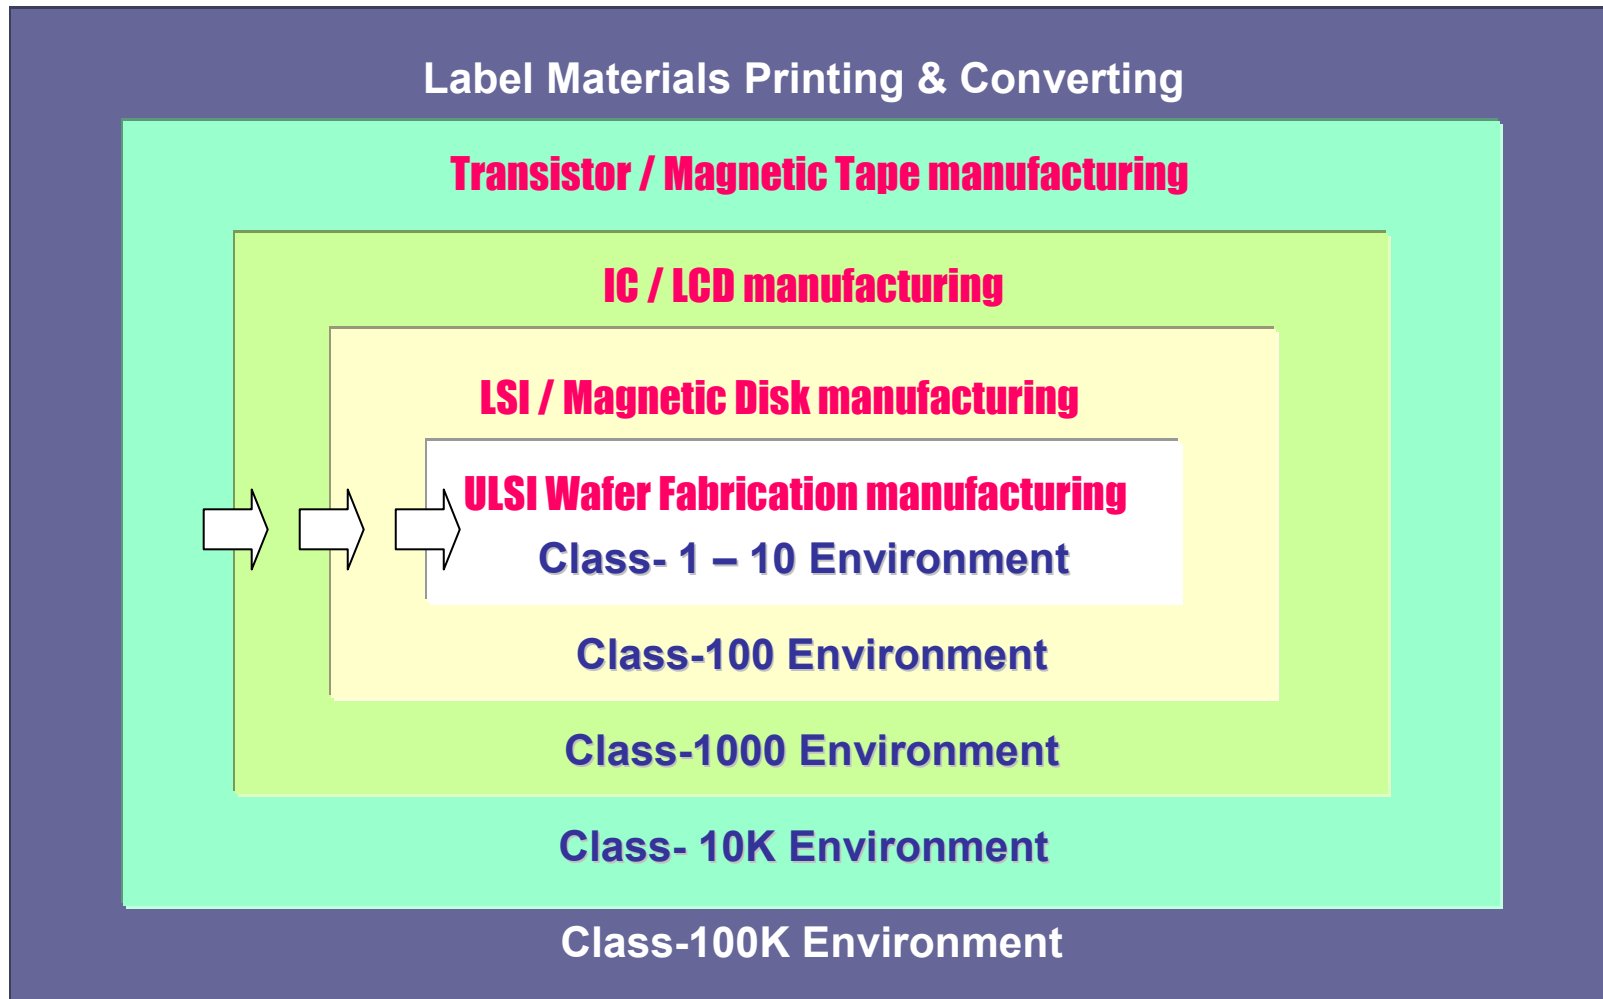 Label Materials Printing & Converting
Transistor / Magnetic Tape manufacturing
IC / LCD manufacturing
LSI / Magnetic Disk manufacturing
ULSI Wafer Fabrication manufacturing
Class- 1 – 10 Environment
Class-100 Environment
Class-1000 Environment
Class- 10K Environment
Class-100K Environment